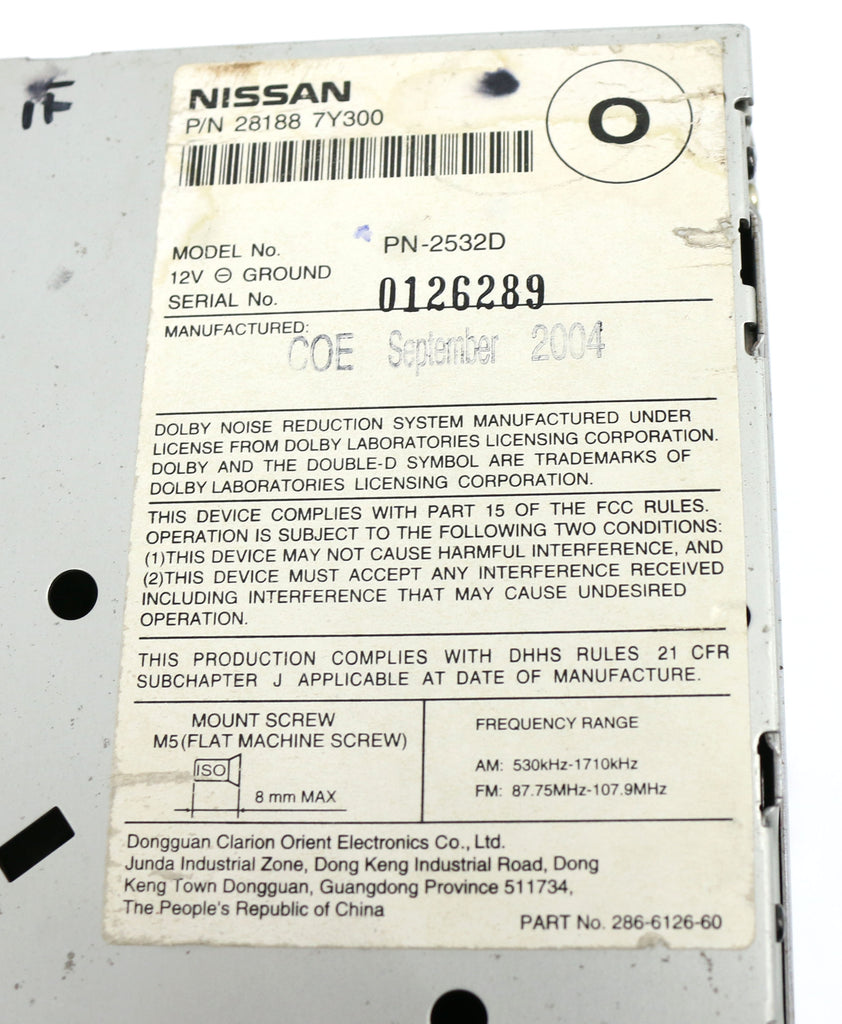 1F
NISSAN
P/N 28188 7Y300
O
MODEL No. PN-2532D
12V ⊖ GROUND
SERIAL No. 0126289
MANUFACTURED:
COE September 2004
DOLBY NOISE REDUCTION SYSTEM MANUFACTURED UNDER
LICENSE FROM DOLBY LABORATORIES LICENSING CORPORATION.
DOLBY AND THE DOUBLE-D SYMBOL ARE TRADEMARKS OF
DOLBY LABORATORIES LICENSING CORPORATION.
THIS DEVICE COMPLIES WITH PART 15 OF THE FCC RULES.
OPERATION IS SUBJECT TO THE FOLLOWING TWO CONDITIONS:
(1)THIS DEVICE MAY NOT CAUSE HARMFUL INTERFERENCE, AND
(2)THIS DEVICE MUST ACCEPT ANY INTERFERENCE RECEIVED
INCLUDING INTERFERENCE THAT MAY CAUSE UNDESIRED
OPERATION.
THIS PRODUCTION COMPLIES WITH DHHS RULES 21 CFR
SUBCHAPTER J APPLICABLE AT DATE OF MANUFACTURE.
MOUNT SCREW
M5(FLAT MACHINE SCREW)
ISO
8 mm MAX
FREQUENCY RANGE
AM: 530kHz-1710kHz
FM: 87.75MHz-107.9MHz
Dongguan Clarion Orient Electronics Co., Ltd.
Junda Industrial Zone, Dong Keng Industrial Road, Dong
Keng Town Dongguan, Guangdong Province 511734,
The People's Republic of China
PART No. 286-6126-60